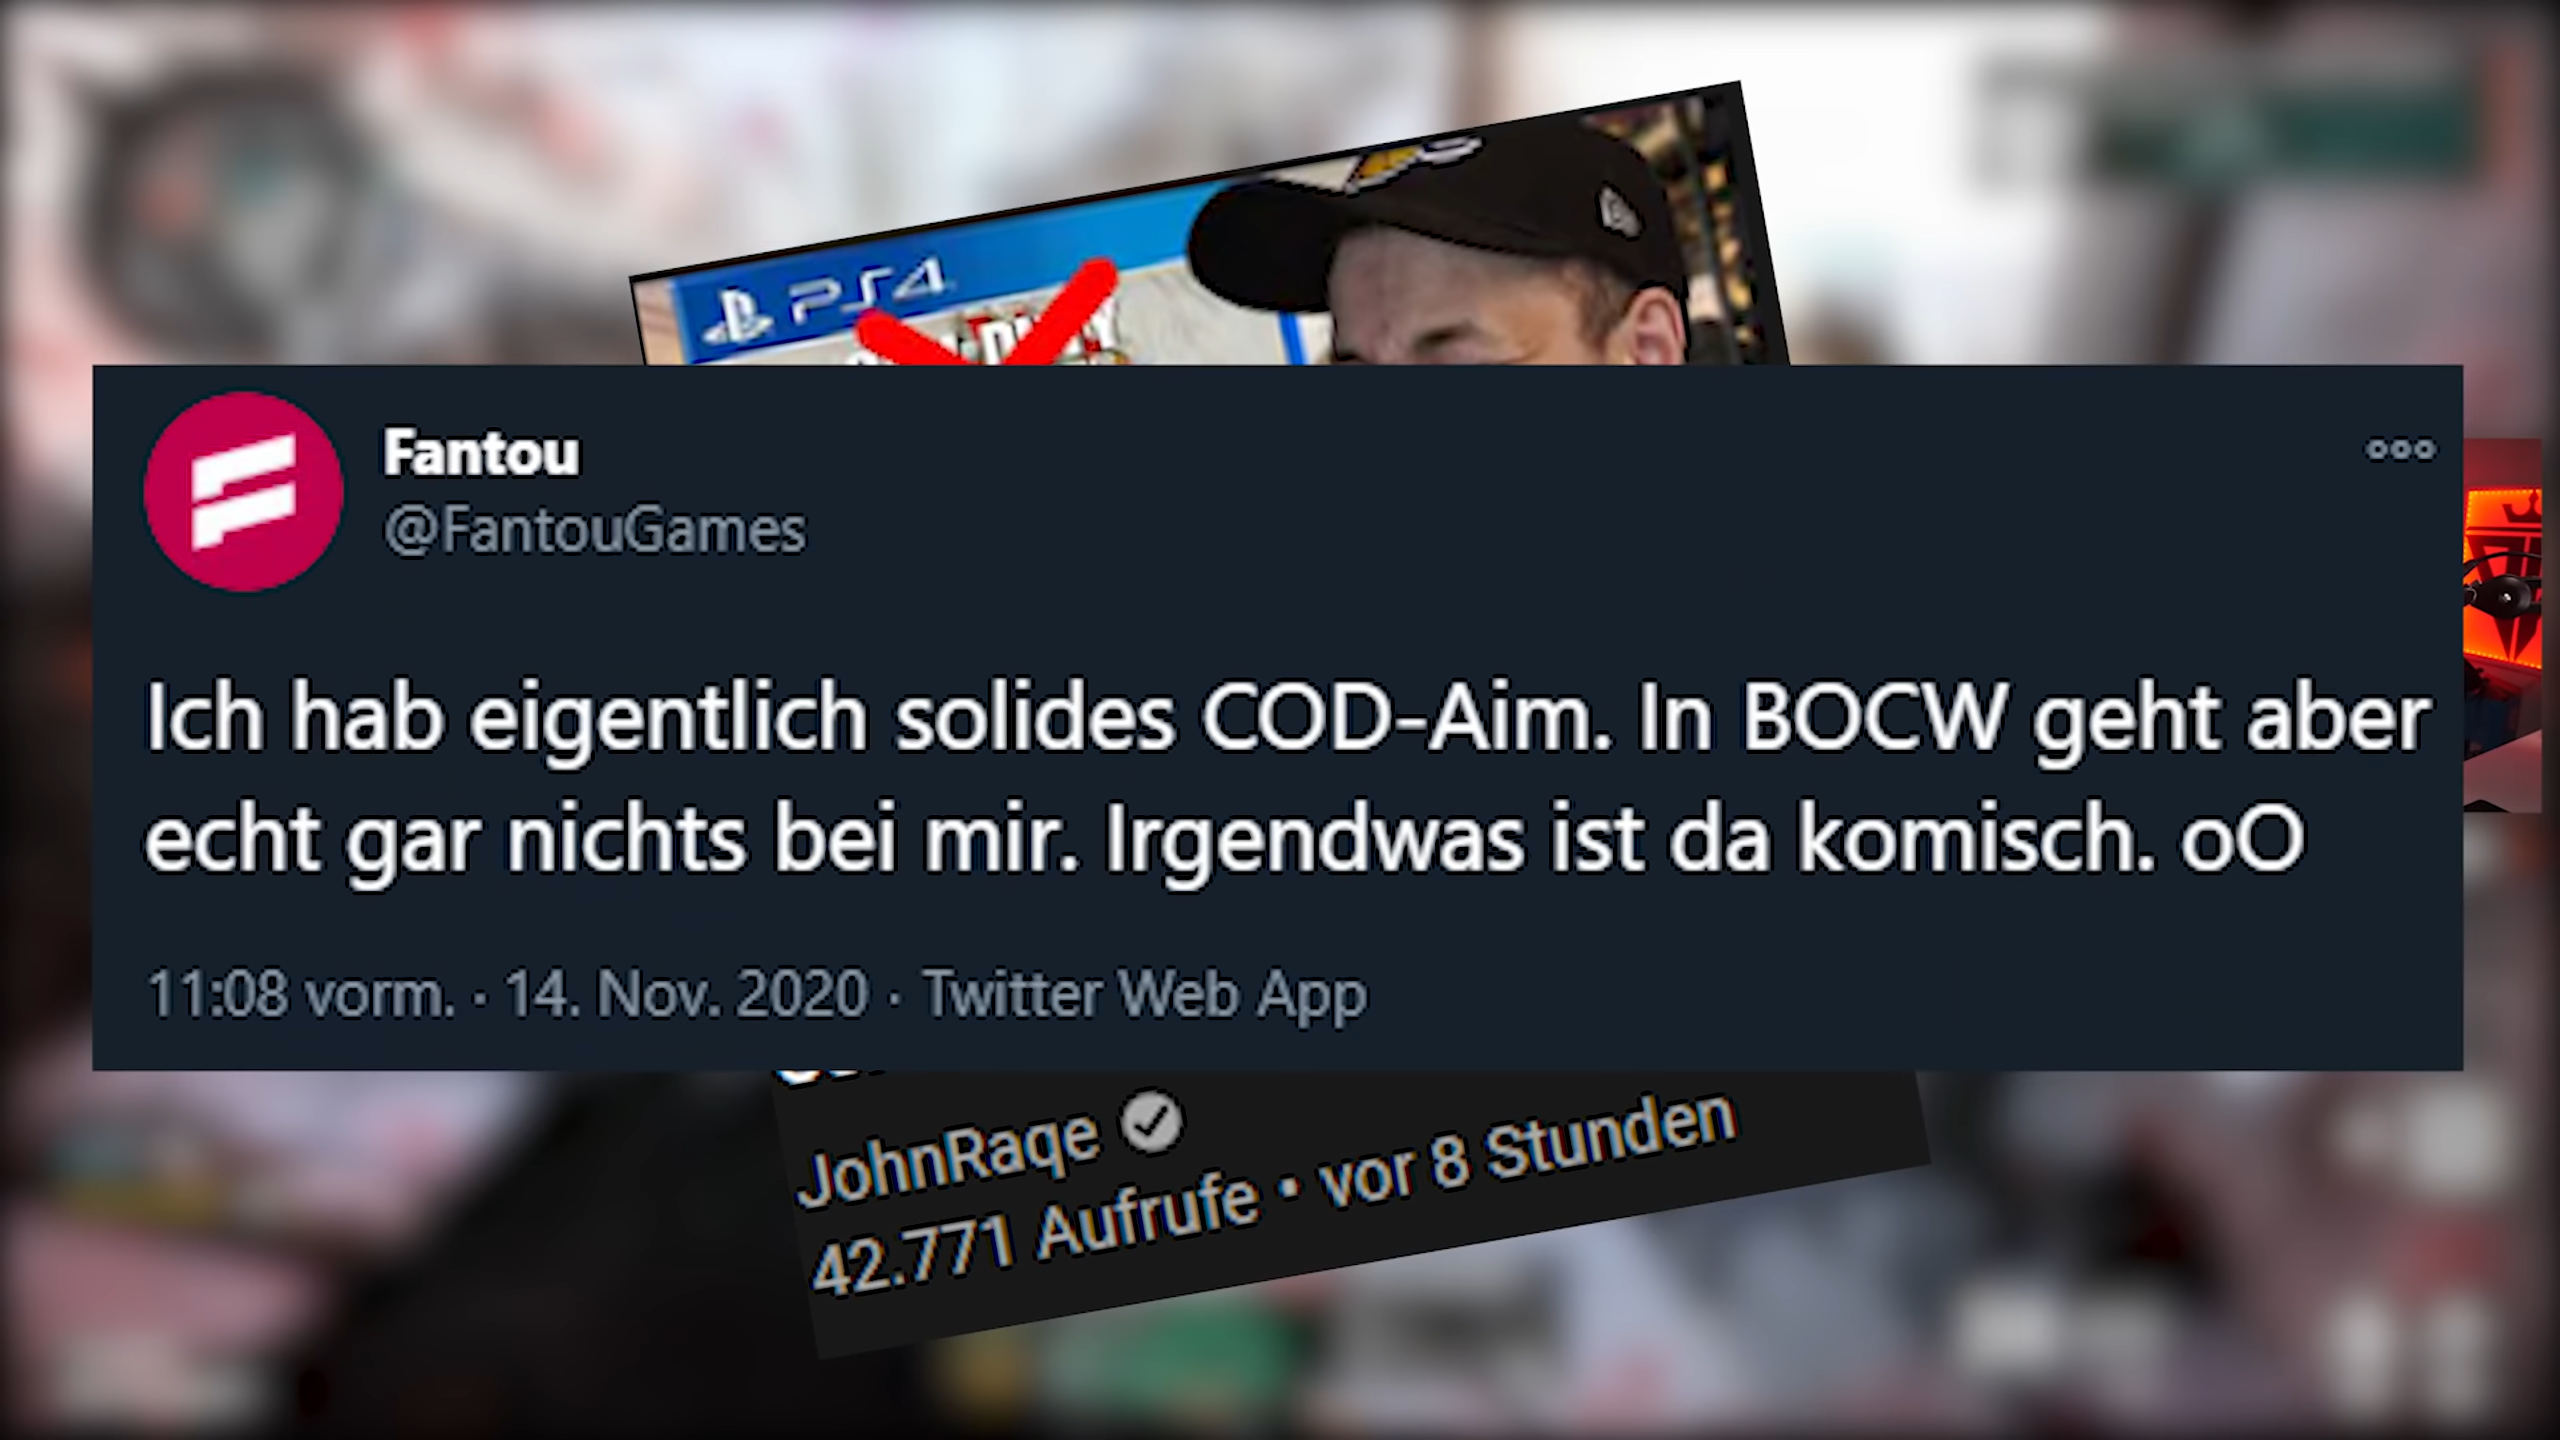 PS4
Fantou
@FantouGames
Ich hab eigentlich solides COD-Aim. In BOCW geht aber
echt gar nichts bei mir. Irgendwas ist da komisch. oO
11:08 vorm. · 14. Nov. 2020 · Twitter Web App
JohnRaqe
42.771 Aufrufe • vor 8 Stunden